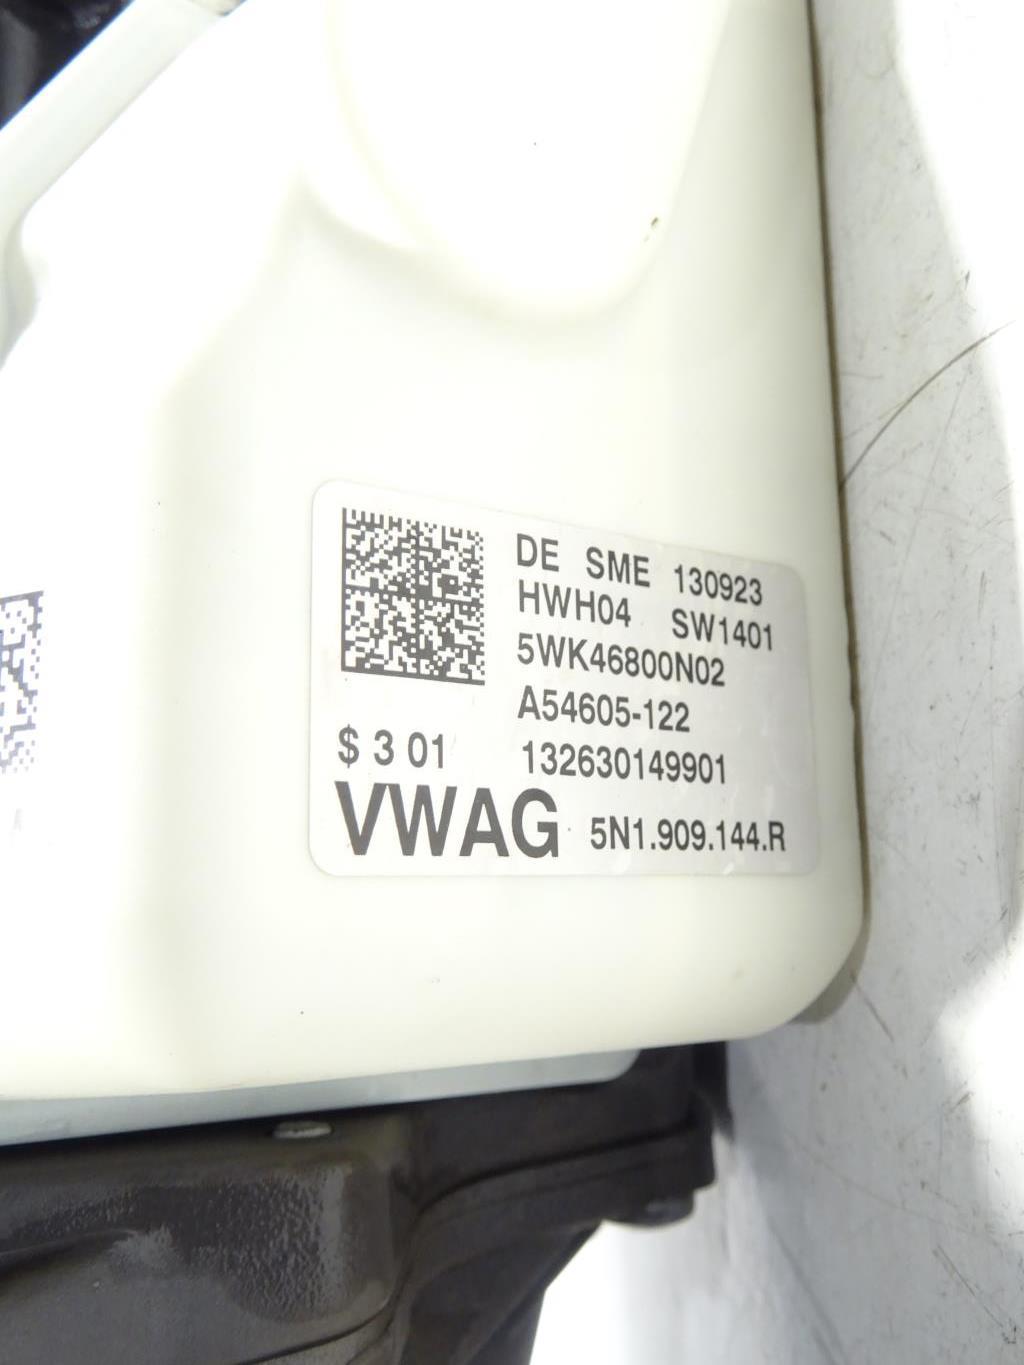 DE SME 130923
HWH04 SW1401
5WK46800N02
A54605-122
$ 3 01 132630149901
VWAG 5N1.909.144.R
A